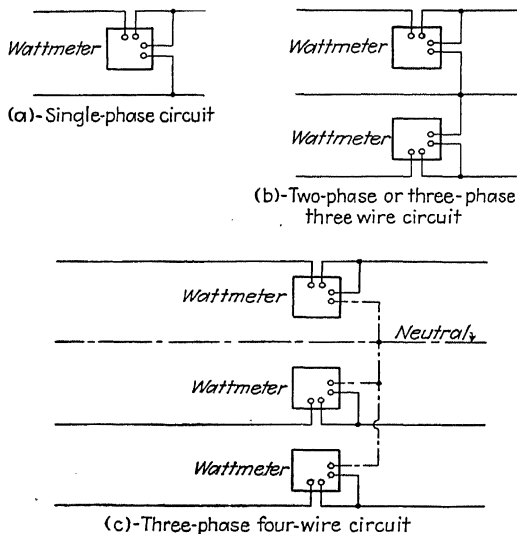 Wattmeter
(a)-Single-phase circuit
Wattmeter
Wattmeter
(b)-Two-phase or three-phase
three wire circuit
Wattmeter
Neutral
Wattmeter
Wattmeter
(c)-Three-phase four-wire circuit